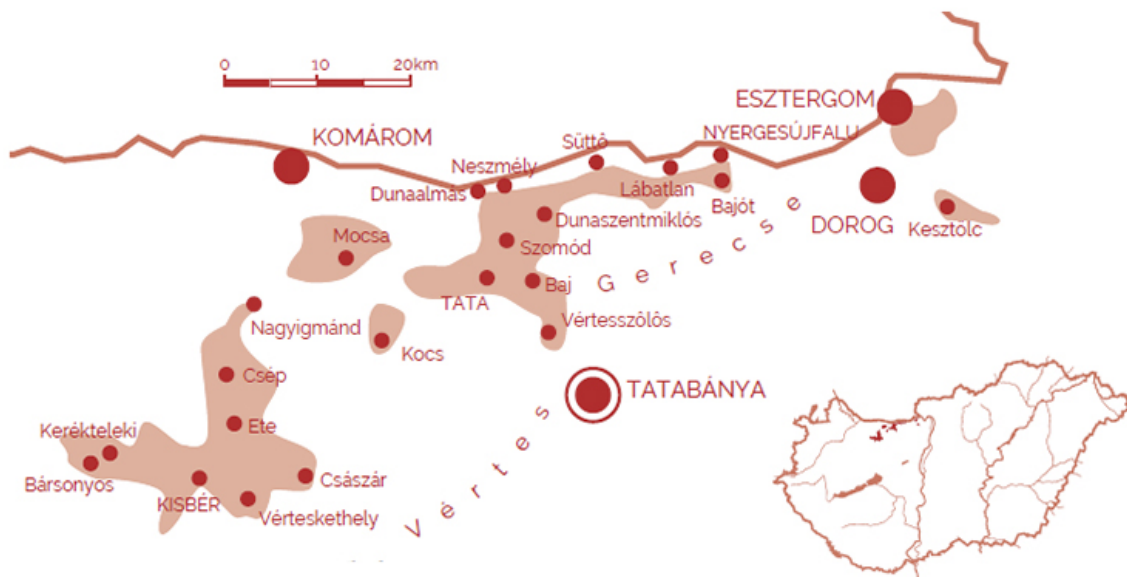 0 10 20km
ESZTERGOM
KOMÁROM
NYERGESÚJFALU
Süttő
Neszmély
Lábatlan
Dunaalmás
Bajót
Dunaszentmiklós
DOROG
Kesztölc
Mocsa
Szomód
Gerecse
TATA
Baj
Nagyigmánd
Vértesszőlős
Kocs
Csép
TATABÁNYA
Vértes
Ete
Kerékteleki
Bársonyos
Császár
KISBÉR
Vérteskethely